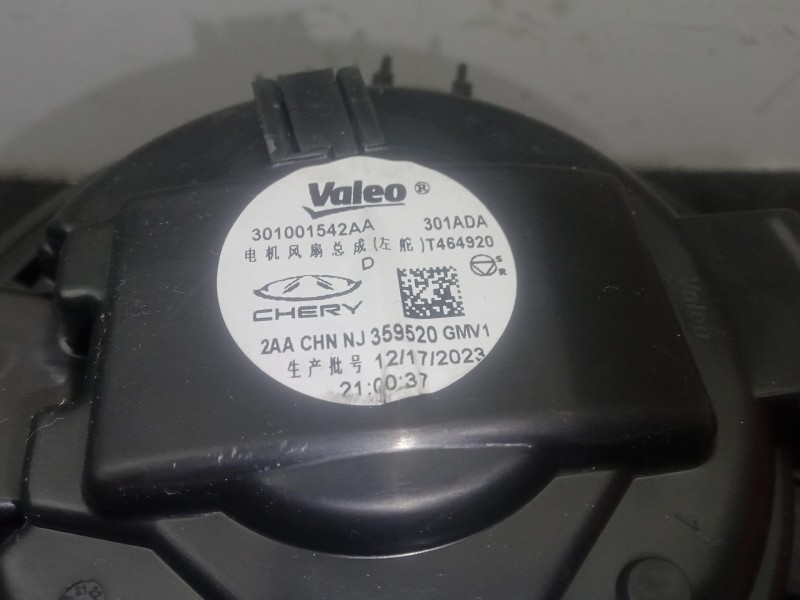 Valeo®
301001542AA 301ADA
电机风扇总成(左舵)T464920
D
S
R
CHERY
2AA CHN NJ 359520 GMV1
生产批号 12/17/2023
21:00:37
Valeo